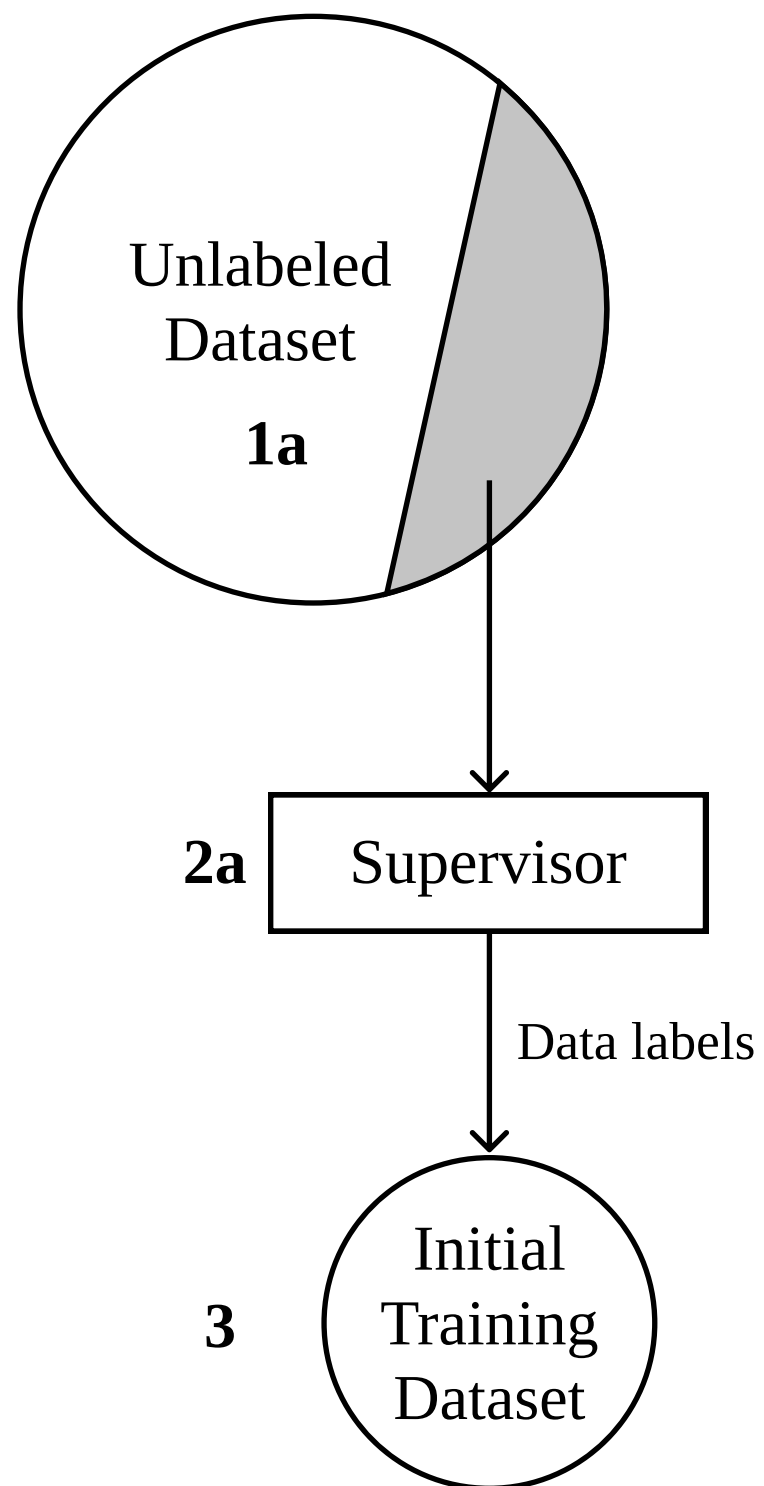 Unlabeled
Dataset
1a
2a Supervisor
Data labels
Initial
3 Training
Dataset